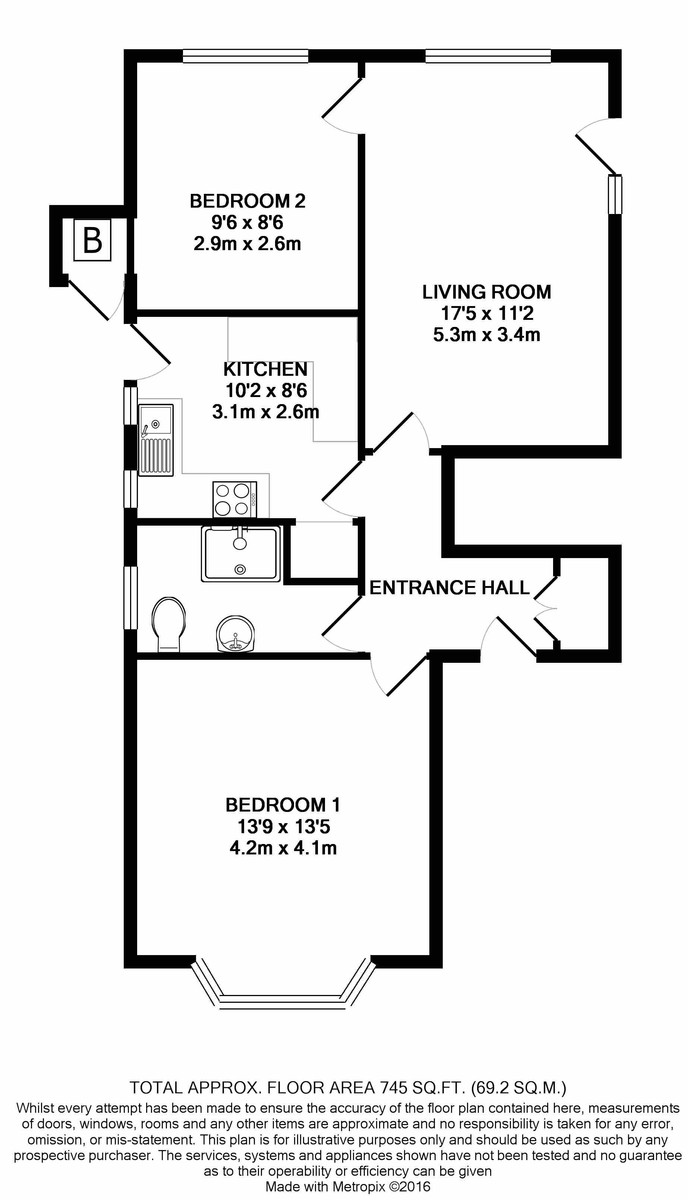 BEDROOM 2
9'6 x 8'6
2.9m x 2.6m
B
LIVING ROOM
17'5 x 11'2
5.3m x 3.4m
KITCHEN
10'2 x 8'6
3.1m x 2.6m
ENTRANCE HALL
BEDROOM 1
13'9 x 13'5
4.2m x 4.1m
TOTAL APPROX. FLOOR AREA 745 SQ.FT. (69.2 SQ.M.)
Whilst every attempt has been made to ensure the accuracy of the floor plan contained here, measurements
of doors, windows, rooms and any other items are approximate and no responsibility is taken for any error,
omission, or mis-statement. This plan is for illustrative purposes only and should be used as such by any
prospective purchaser. The services, systems and appliances shown have not been tested and no guarantee
as to their operability or efficiency can be given
Made with Metropix ©2016